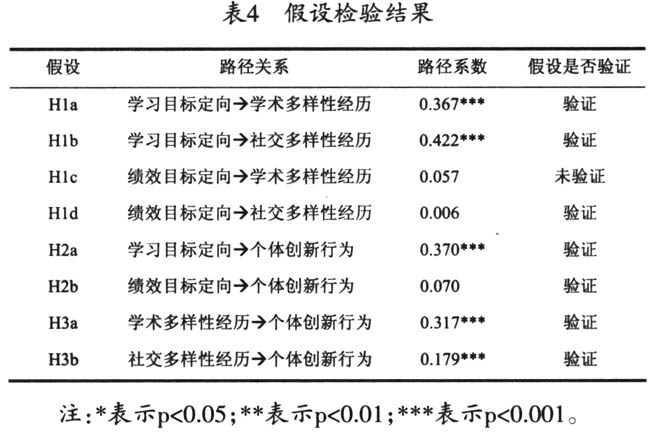 表4 假设检验结果
假设 路径关系 路径系数 假设是否验证
H1a 学习目标定向→学术多样性经历 0.367*** 验证
H1b 学习目标定向→社交多样性经历 0.422*** 验证
H1c 绩效目标定向→学术多样性经历 0.057 未验证
H1d 绩效目标定向→社交多样性经历 0.006 验证
H2a 学习目标定向→个体创新行为 0.370*** 验证
H2b 绩效目标定向→个体创新行为 0.070 验证
H3a 学术多样性经历→个体创新行为 0.317*** 验证
H3b 社交多样性经历→个体创新行为 0.179*** 验证
注:*表示p<0.05;**表示p<0.01;***表示p<0.001。